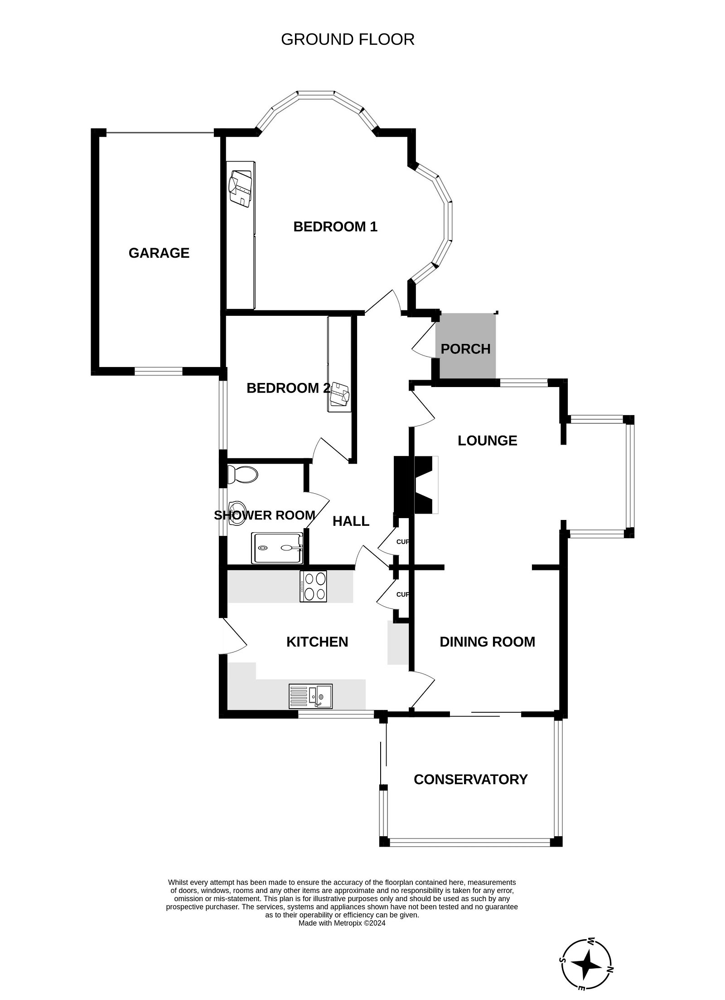 GROUND FLOOR
BEDROOM 1
GARAGE
PORCH
BEDROOM 2
LOUNGE
SHOWER ROOM
HALL
CUP
CUP
KITCHEN
DINING ROOM
CONSERVATORY
Whilst every attempt has been made to ensure the accuracy of the floorplan contained here, measurements
of doors, windows, rooms and any other items are approximate and no responsibility is taken for any error,
omission or mis-statement. This plan is for illustrative purposes only and should be used as such by any
prospective purchaser. The services, systems and appliances shown have not been tested and no guarantee
as to their operability or efficiency can be given.
Made with Metropix ©2024
W
S
N
E